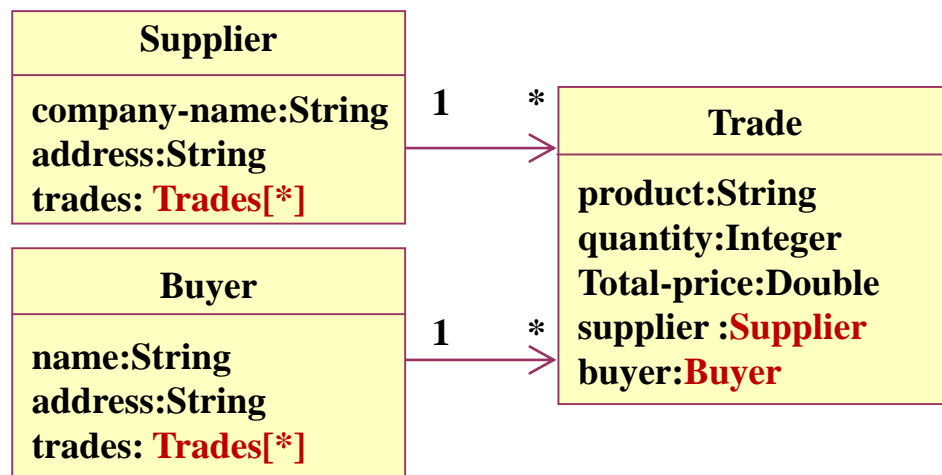 Supplier
company-name:String
address:String
trades: Trades[*]
1 *
Buyer
name:String
address:String
trades: Trades[*]
1 *
Trade
product:String
quantity:Integer
Total-price:Double
supplier :Supplier
buyer:Buyer